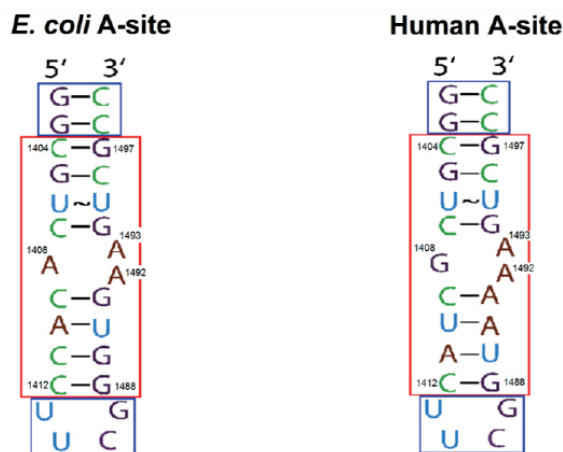 E. coli A-site
5' 3'
G–C
G–C
1404 C–G 1497
G C
U~U
C–G
A 1493
1408 A
A 1492
C–G
A–U
C–G
1412 C–G 1488
U G
U C
Human A-site
5' 3'
G–C
G–C
1404 C–G 1497
G C
U~U
C–G
A 1493
1408 G
A 1492
C–A
U–A
A–U
1412 C–G 1488
U G
U C